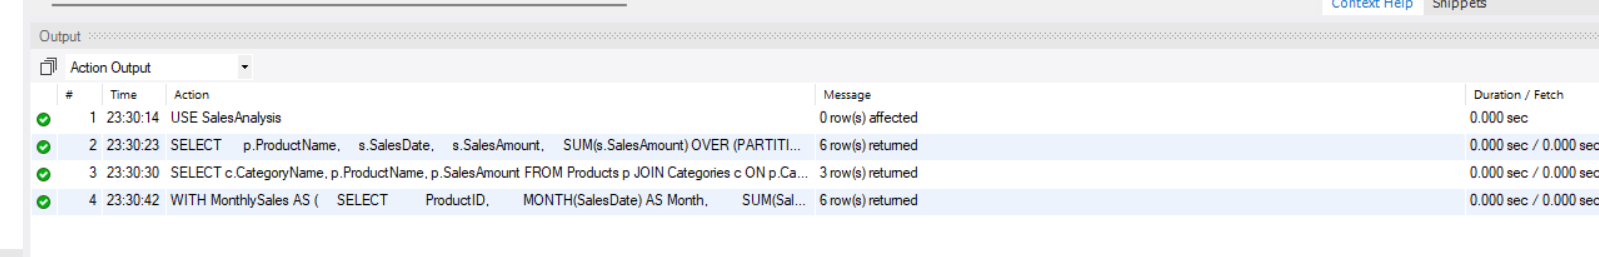 Context Help Snippets
Output
Action Output
# Time Action Message Duration / Fetch
1 23:30:14 USE SalesAnalysis 0 row(s) affected 0.000 sec
2 23:30:23 SELECT p.ProductName, s.SalesDate, s.SalesAmount, SUM(s.SalesAmount) OVER (PARTITI... 6 row(s) returned 0.000 sec / 0.000 sec
3 23:30:30 SELECT c.CategoryName, p.ProductName, p.SalesAmount FROM Products p JOIN Categories c ON p.Ca... 3 row(s) returned 0.000 sec / 0.000 sec
4 23:30:42 WITH MonthlySales AS ( SELECT ProductID, MONTH(SalesDate) AS Month, SUM(Sal... 6 row(s) returned 0.000 sec / 0.000 sec